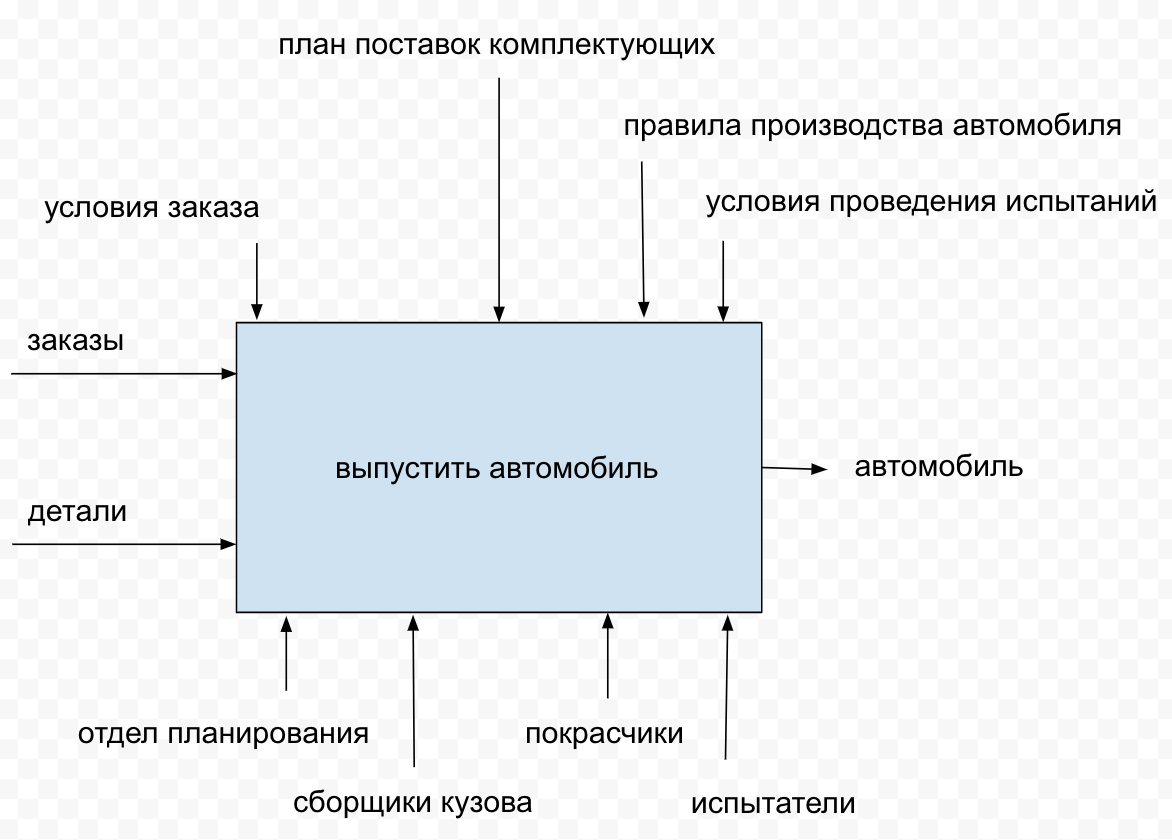 план поставок комплектующих
правила производства автомобиля
условия проведения испытаний
условия заказа
заказы
выпустить автомобиль
автомобиль
детали
отдел планирования
покрасчики
сборщики кузова
испытатели